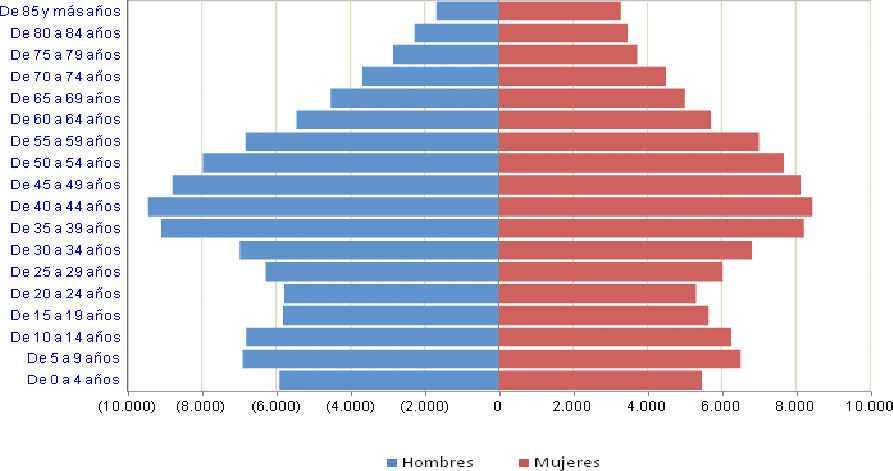 De 85 y más años
De 80 a 84 años
De 75 a 79 años
De 70 a 74 años
De 65 a 69 años
De 60 a 64 años
De 55 a 59 años
De 50 a 54 años
De 45 a 49 años
De 40 a 44 años
De 35 a 39 años
De 30 a 34 años
De 25 a 29 años
De 20 a 24 años
De 15 a 19 años
De 10 a 14 años
De 5 a 9 años
De 0 a 4 años
(10.000) (8.000) (6.000) (4.000) (2.000) 0 2.000 4.000 6.000 8.000 10.000
Hombres Mujeres